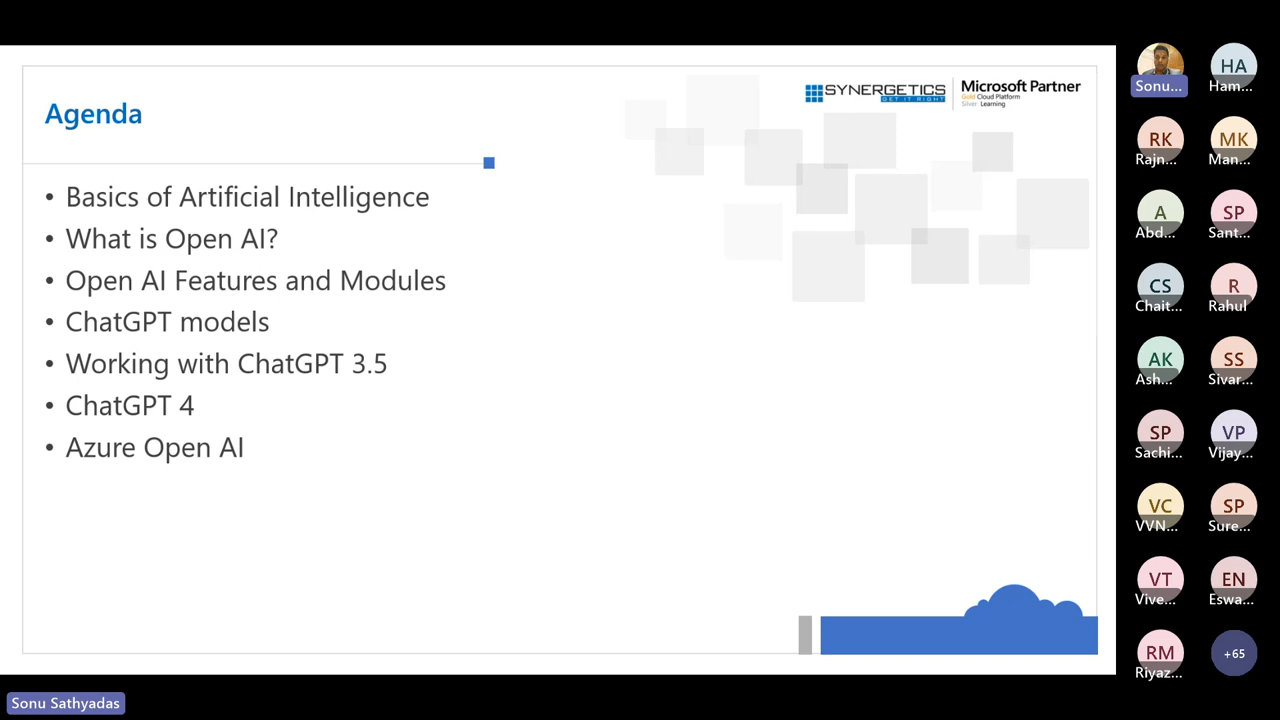 Agenda
SYNERGETICS
GET IT RIGHT
Microsoft Partner
Gold Cloud Platform
Silver Learning
• Basics of Artificial Intelligence
• What is Open AI?
• Open AI Features and Modules
• ChatGPT models
• Working with ChatGPT 3.5
• ChatGPT 4
• Azure Open AI
Sonu...
HA
Ham...
RK
Rajn...
MK
Man...
A
Abd...
SP
Sant...
CS
Chait...
R
Rahul
AK
Ash...
SS
Sivar...
SP
Sachi...
VP
Vijay...
VC
VVN...
SP
Sure...
VT
Vive...
EN
Eswa...
RM
Riyaz...
+65
Sonu Sathyadas